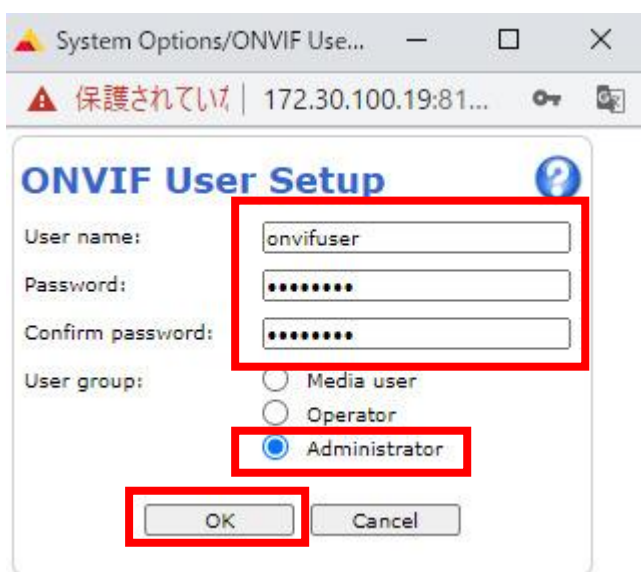 System Options/ONVIF Use...
保護されていな 172.30.100.19:81...
ONVIF User Setup
User name: onvifuser
Password: ••••••••
Confirm password: ••••••••
User group: Media user
Operator
Administrator
OK Cancel